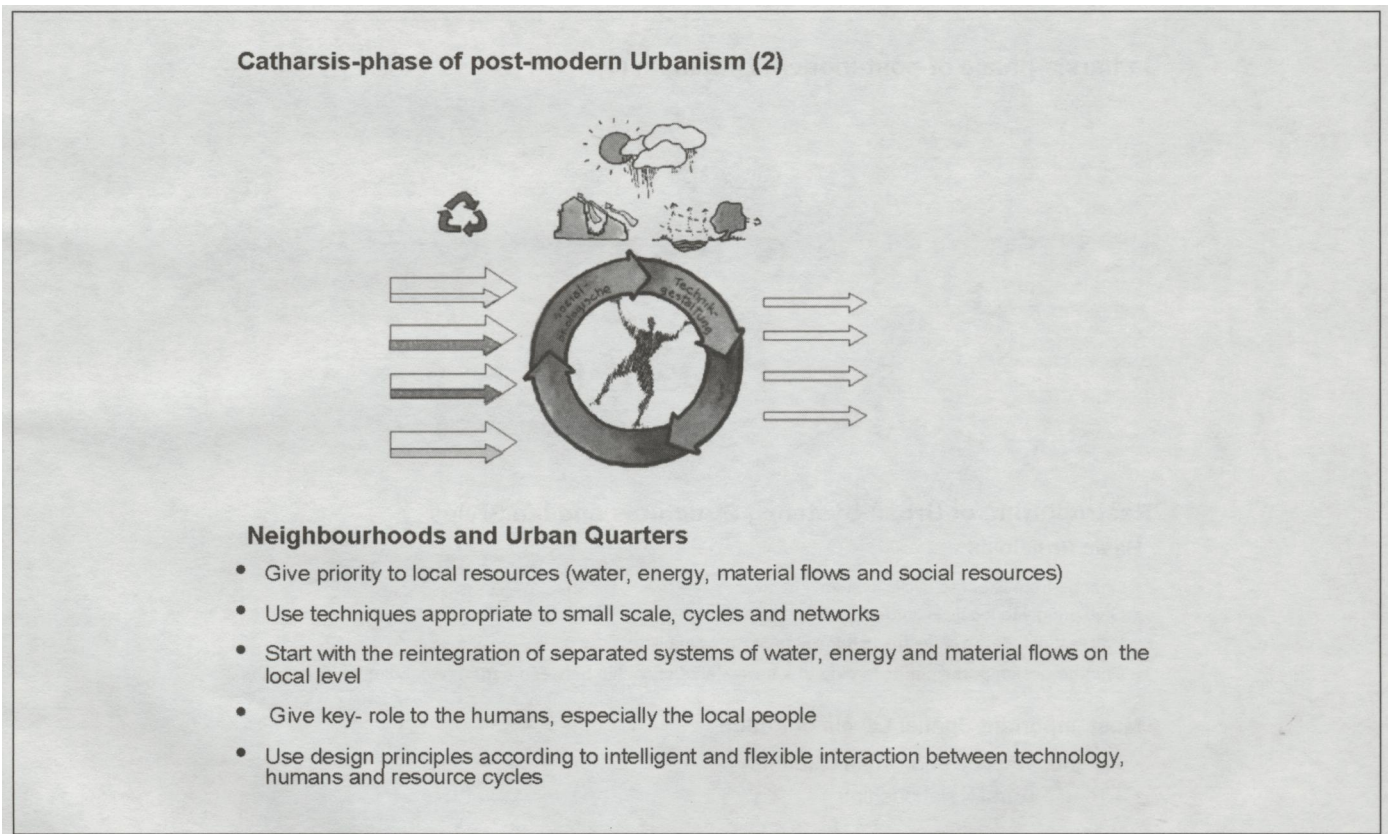 Catharsis-phase of post-modern Urbanism (2)
sozial-
ökologische
Technik-
gestaltung
Neighbourhoods and Urban Quarters
• Give priority to local resources (water, energy, material flows and social resources)
• Use techniques appropriate to small scale, cycles and networks
• Start with the reintegration of separated systems of water, energy and material flows on the
local level
• Give key- role to the humans, especially the local people
• Use design principles according to intelligent and flexible interaction between technology,
humans and resource cycles